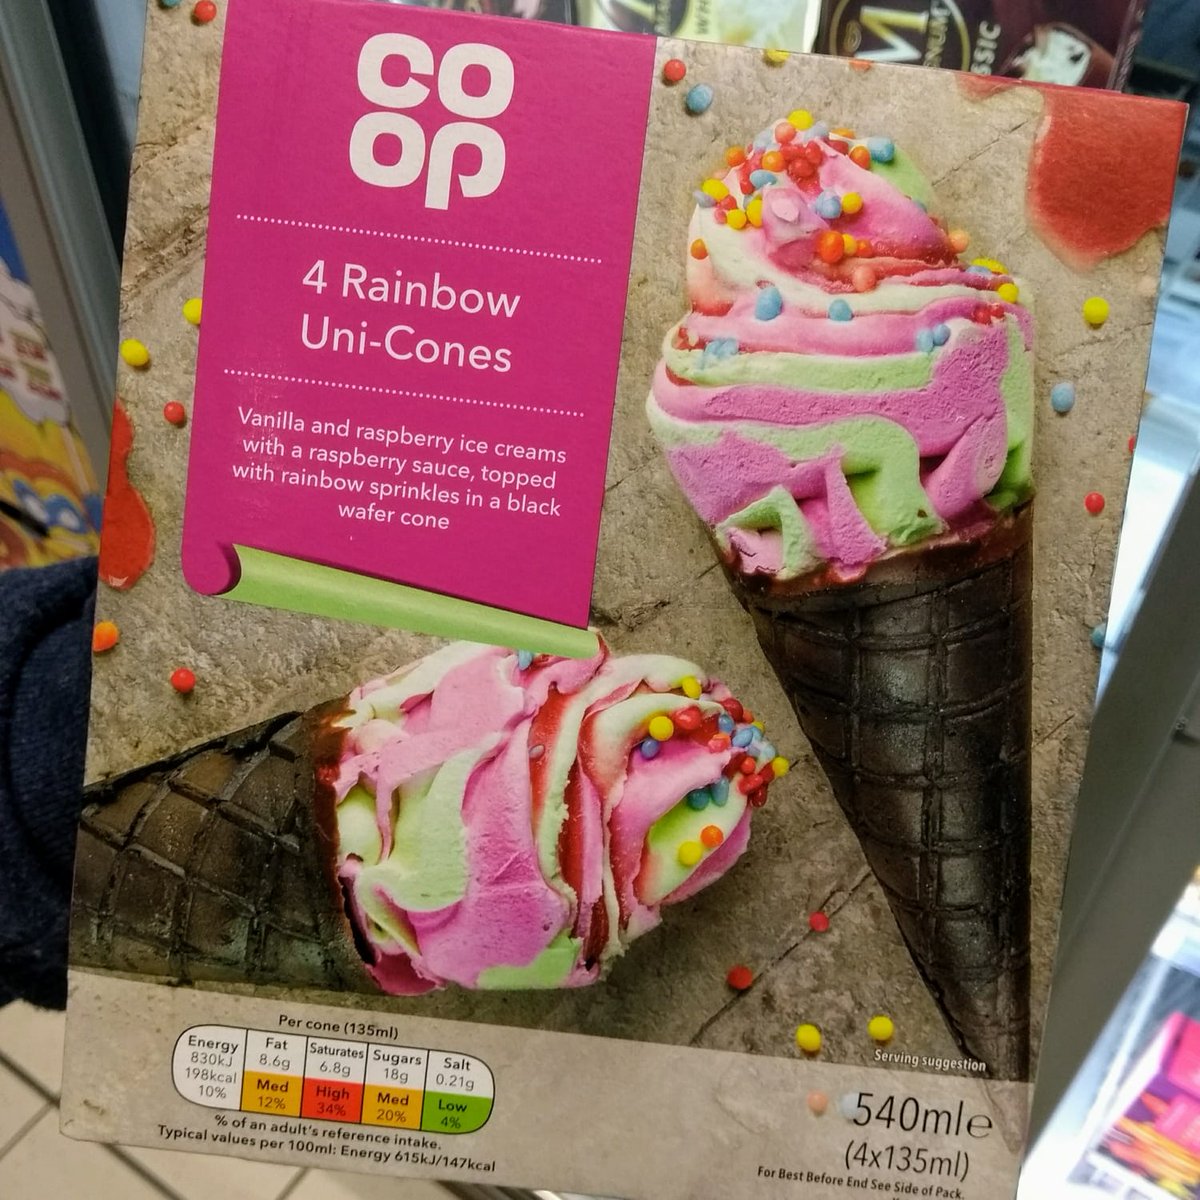 CO
OP
4 Rainbow
Uni-Cones
Vanilla and raspberry ice creams
with a raspberry sauce, topped
with rainbow sprinkles in a black
wafer cone
Per cone (135ml)
Energy
830kJ
198kcal
10%
Fat
8.6g
Med
12%
Saturates
6.8g
High
34%
Sugars
18g
Med
20%
Salt
0.21g
Low
4%
% of an adult's reference intake.
Typical values per 100ml: Energy 615kJ/147kcal
Serving suggestion
540ml℮
(4x135ml)
For Best Before End See Side of Pack.